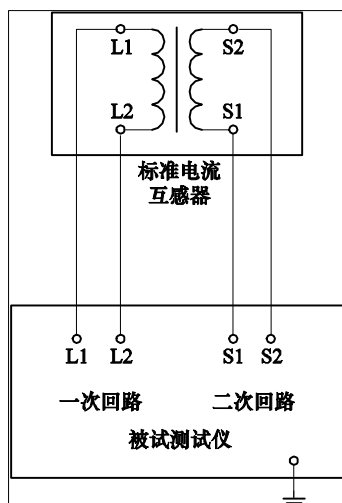 L1 S2
L2 S1
标准电流
互感器
L1 L2 S1 S2
一次回路 二次回路
被试测试仪